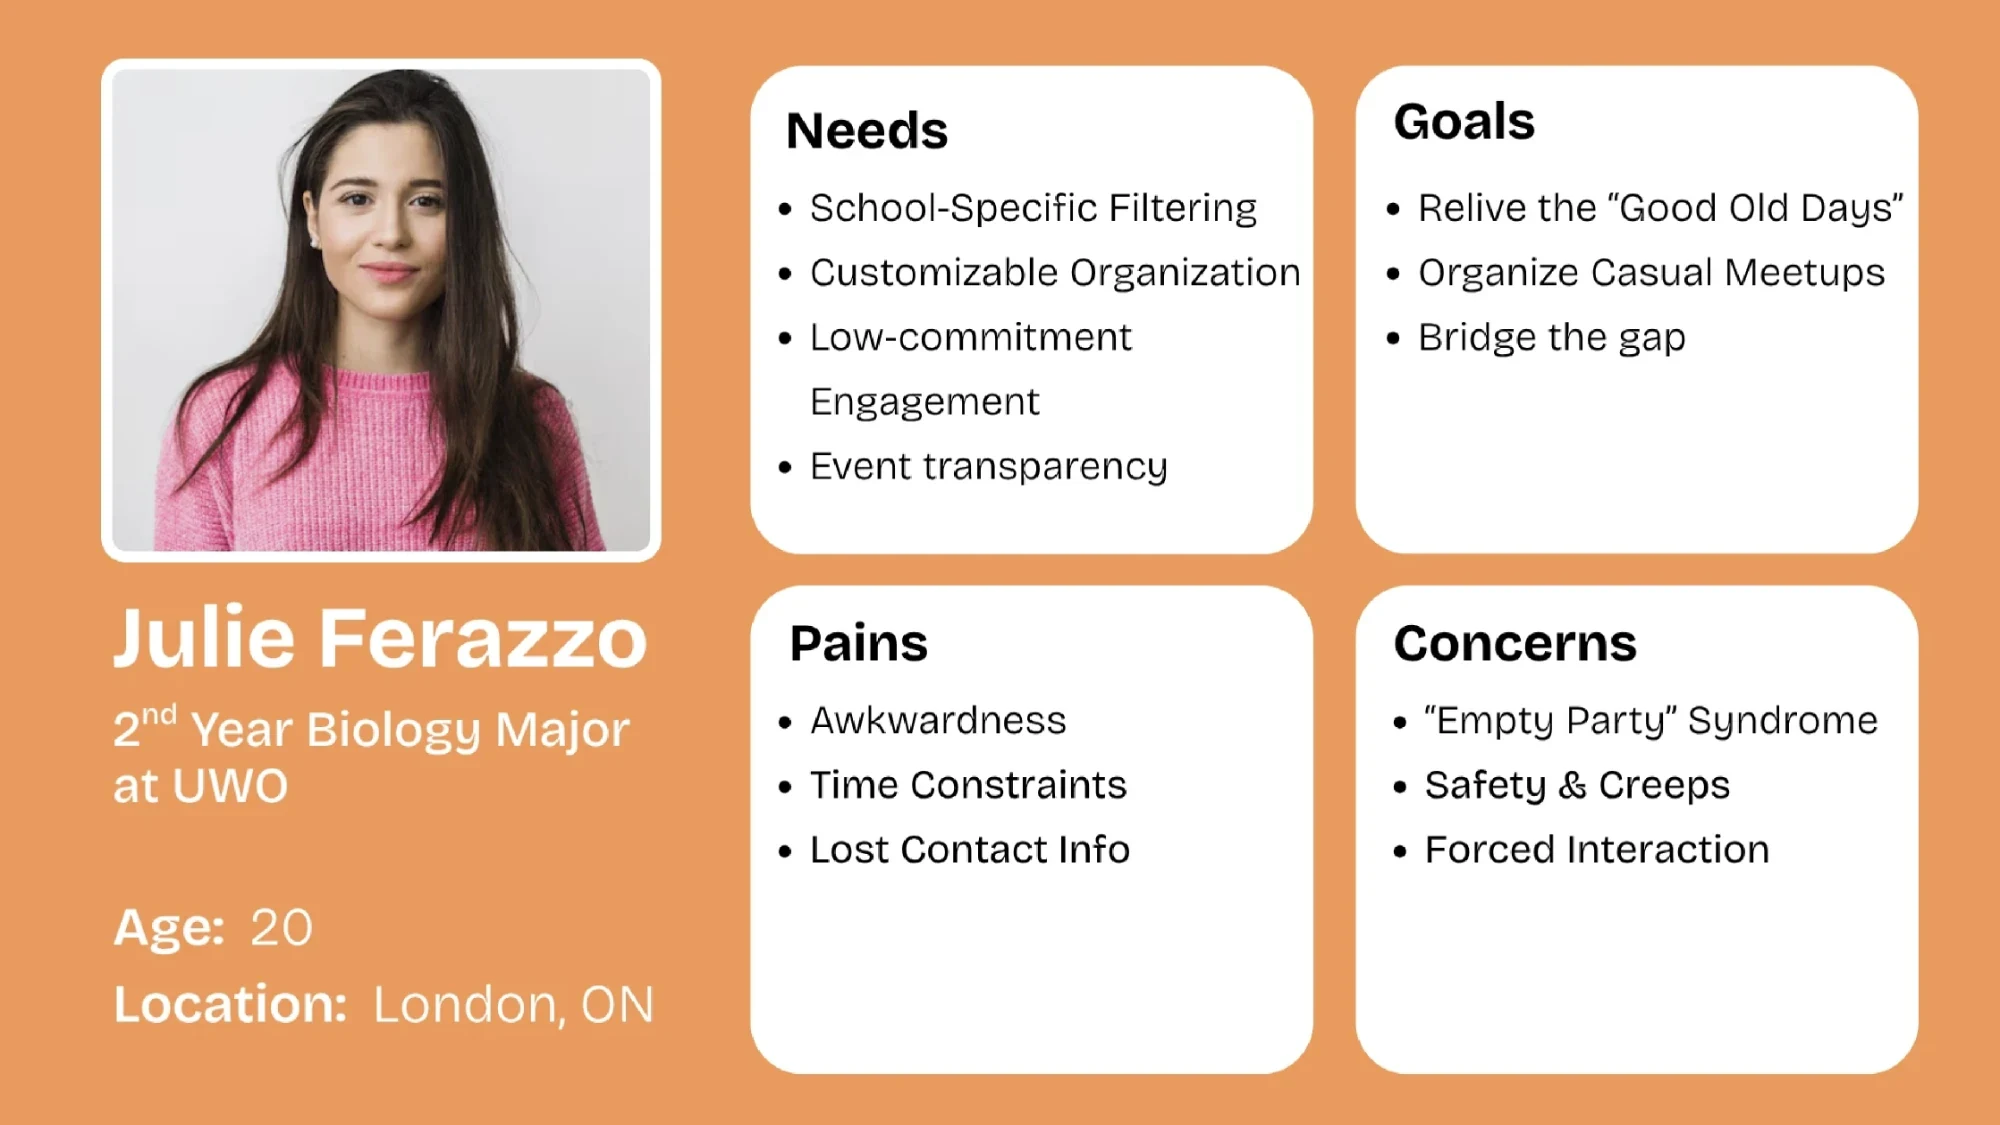 Julie Ferazzo
2nd Year Biology Major
at UWO
Age: 20
Location: London, ON
Needs
• School-Specific Filtering
• Customizable Organization
• Low-commitment
Engagement
• Event transparency
Goals
• Relive the “Good Old Days”
• Organize Casual Meetups
• Bridge the gap
Pains
• Awkwardness
• Time Constraints
• Lost Contact Info
Concerns
• “Empty Party” Syndrome
• Safety & Creeps
• Forced Interaction